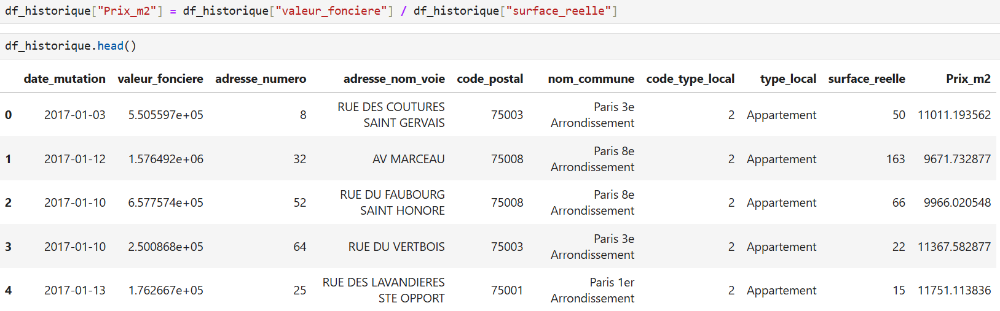 df_historique["Prix_m2"] = df_historique["valeur_fonciere"] / df_historique["surface_reelle"]
df_historique.head()
date_mutation valeur_fonciere adresse_numero adresse_nom_voie code_postal nom_commune code_type_local type_local surface_reelle Prix_m2
0 2017-01-03 5.505597e+05 8 RUE DES COUTURES SAINT GERVAIS 75003 Paris 3e Arrondissement 2 Appartement 50 11011.193562
1 2017-01-12 1.576492e+06 32 AV MARCEAU 75008 Paris 8e Arrondissement 2 Appartement 163 9671.732877
2 2017-01-10 6.577574e+05 52 RUE DU FAUBOURG SAINT HONORE 75008 Paris 8e Arrondissement 2 Appartement 66 9966.020548
3 2017-01-10 2.500868e+05 64 RUE DU VERTBOIS 75003 Paris 3e Arrondissement 2 Appartement 22 11367.582877
4 2017-01-13 1.762667e+05 25 RUE DES LAVANDIERES STE OPPORT 75001 Paris 1er Arrondissement 2 Appartement 15 11751.113836